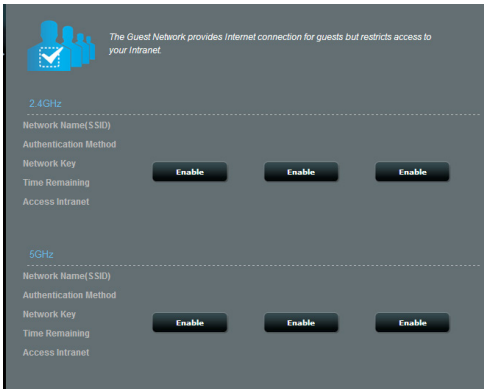 The Guest Network provides Internet connection for guests but restricts access to
your Intranet.
2.4GHz
Network Name(SSID)
Authentication Method
Network Key
Enable Enable Enable
Time Remaining
Access Intranet
5GHz
Network Name(SSID)
Authentication Method
Network Key
Enable Enable Enable
Time Remaining
Access Intranet